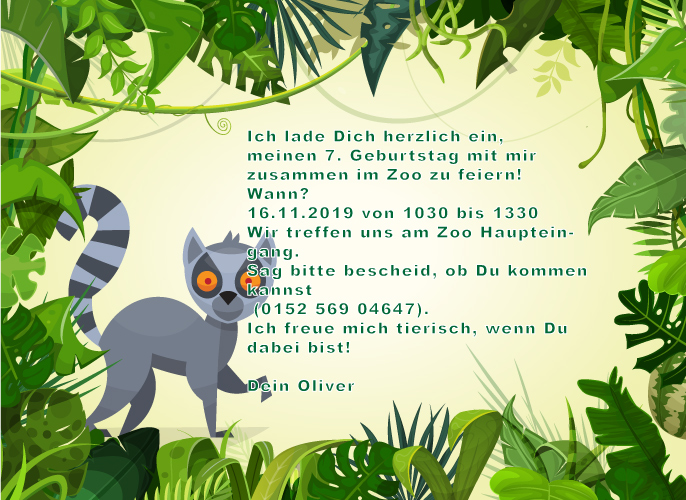 Ich lade Dich herzlich ein,
meinen 7. Geburtstag mit mir
zusammen im Zoo zu feiern!
Wann?
16.11.2019 von 1030 bis 1330
Wir treffen uns am Zoo Hauptein-
gang.
Sag bitte bescheid, ob Du kommen
kannst
(0152 569 04647).
Ich freue mich tierisch, wenn Du
dabei bist!
Dein Oliver